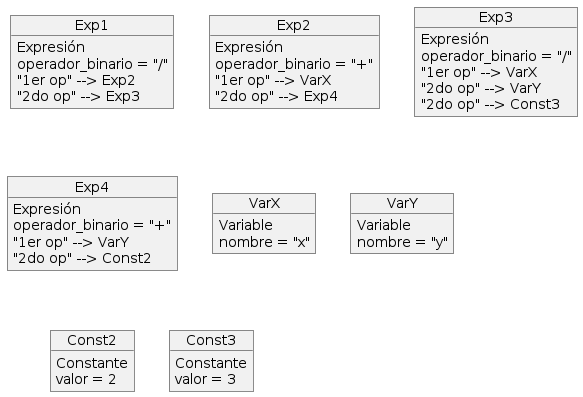 Exp1
Expresión
operador_binario = "/"
"1er op" --> Exp2
"2do op" --> Exp3
Exp2
Expresión
operador_binario = "+"
"1er op" --> VarX
"2do op" --> Exp4
Exp3
Expresión
operador_binario = "/"
"1er op" --> VarX
"2do op" --> VarY
"2do op" --> Const3
Exp4
Expresión
operador_binario = "+"
"1er op" --> VarY
"2do op" --> Const2
VarX
Variable
nombre = "x"
VarY
Variable
nombre = "y"
Const2
Constante
valor = 2
Const3
Constante
valor = 3